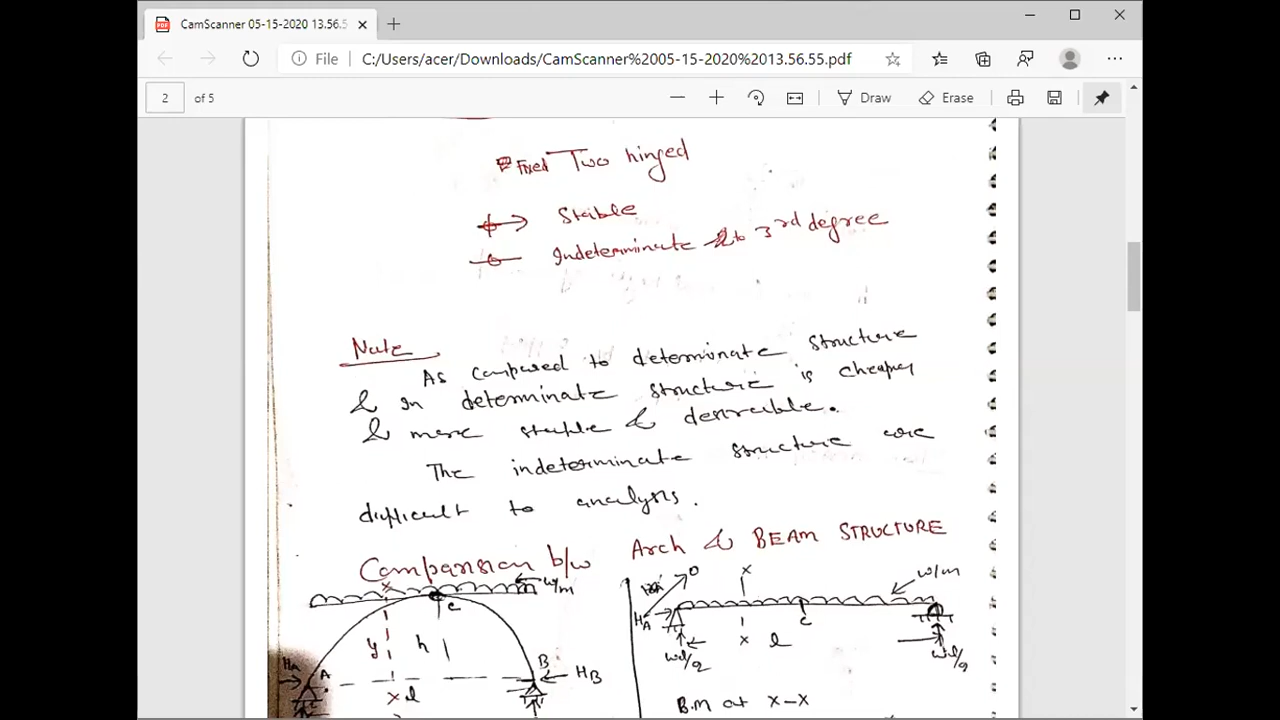 CamScanner 05-15-2020 13.56.5
File C:/Users/acer/Downloads/CamScanner%2005-15-2020%2013.56.55.pdf
2 of 5
Draw
Erase
Fixed Two hinged
Stable
Indeterminate to 3rd degree
Note
As compared to determinate structure
& In determinate structure is cheaper
& more stable & desirable.
The indeterminate structure are
difficult to analysis.
Comparision b/w Arch & BEAM STRUCTURE
x w/m
C
y h
HA A B HB
x l
O x w/m
HA C
x l
wl/2 wl/2
B.M at x-x